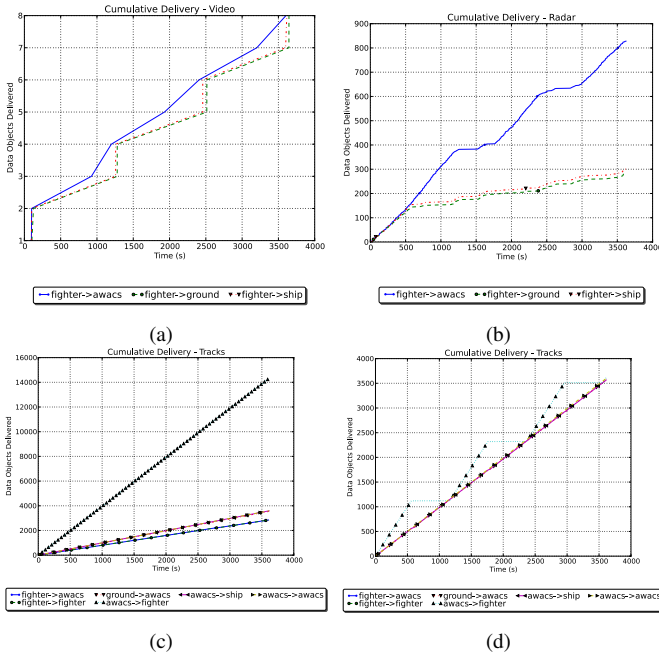 Cumulative Delivery - Video
Data Objects Delivered
8
7
6
5
4
3
2
1
0 500 1000 1500 2000 2500 3000 3500 4000
Time (s)
fighter->awacs fighter->ground fighter->ship
(a)
Cumulative Delivery - Radar
Data Objects Delivered
900
800
700
600
500
400
300
200
100
0
0 500 1000 1500 2000 2500 3000 3500 4000
Time (s)
fighter->awacs fighter->ground fighter->ship
(b)
Cumulative Delivery - Tracks
Data Objects Delivered
16000
14000
12000
10000
8000
6000
4000
2000
0
0 500 1000 1500 2000 2500 3000 3500 4000
Time (s)
fighter->awacs ground->awacs awacs->ship awacs->awacs
fighter->fighter awacs->fighter
(c)
Cumulative Delivery - Tracks
Data Objects Delivered
4000
3500
3000
2500
2000
1500
1000
500
0
0 500 1000 1500 2000 2500 3000 3500 4000
Time (s)
fighter->awacs ground->awacs awacs->ship awacs->awacs
fighter->fighter awacs->fighter
(d)